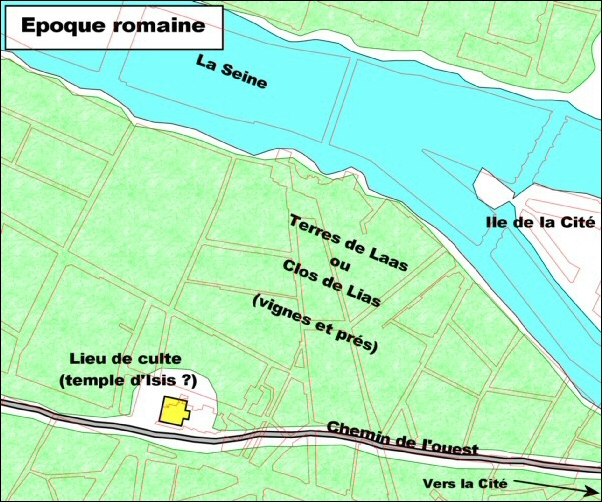 Epoque romaine
La Seine
Ile de la Cité
Terres de Laas
ou
Clos de Lias
(vignes et prés)
Lieu de culte
(temple d'Isis ?)
Chemin de l'ouest
Vers la Cité